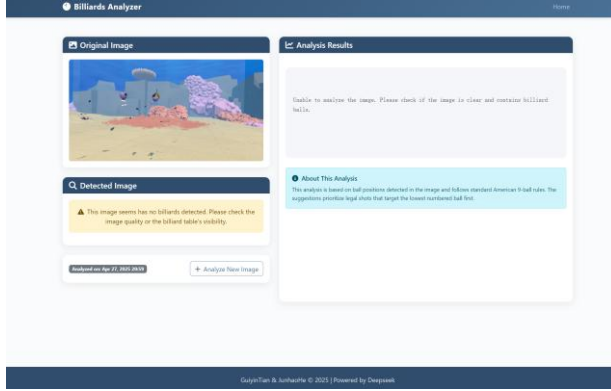 Billiards Analyzer
Home
Original Image
Analysis Results
Unable to analyze the image. Please check if the image is clear and contains billiard
balls.
Detected Image
This image seems has no billiards detected. Please check the
image quality or the billiard table's visibility.
About This Analysis
This analysis is based on ball positions detected in the image and follows standard American 9-ball rules. The
suggestions prioritize legal shots that target the lowest numbered ball first.
Analyzed on: Apr 27, 2025 20:59
+ Analyze New Image
GuiyinTian & JunhaoHe © 2025 | Powered by Deepseek